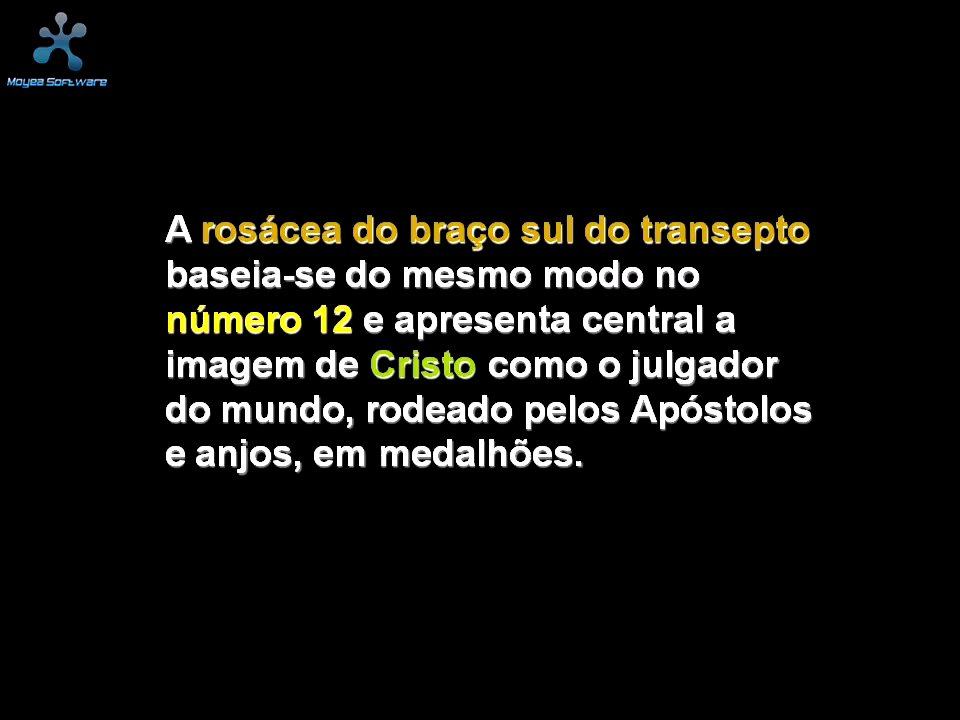 Moyea Software
A rosácea do braço sul do transepto
baseia-se do mesmo modo no
número 12 e apresenta central a
imagem de Cristo como o julgador
do mundo, rodeado pelos Apóstolos
e anjos, em medalhões.